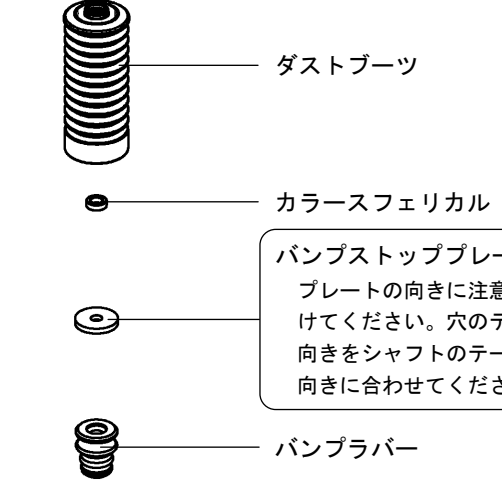 ダストブーツ
カラースフェリカル
バンプストッププレー
プレートの向きに注意
けてください。穴のテ
向きをシャフトのテー
向きに合わせてくださ
バンプラバー